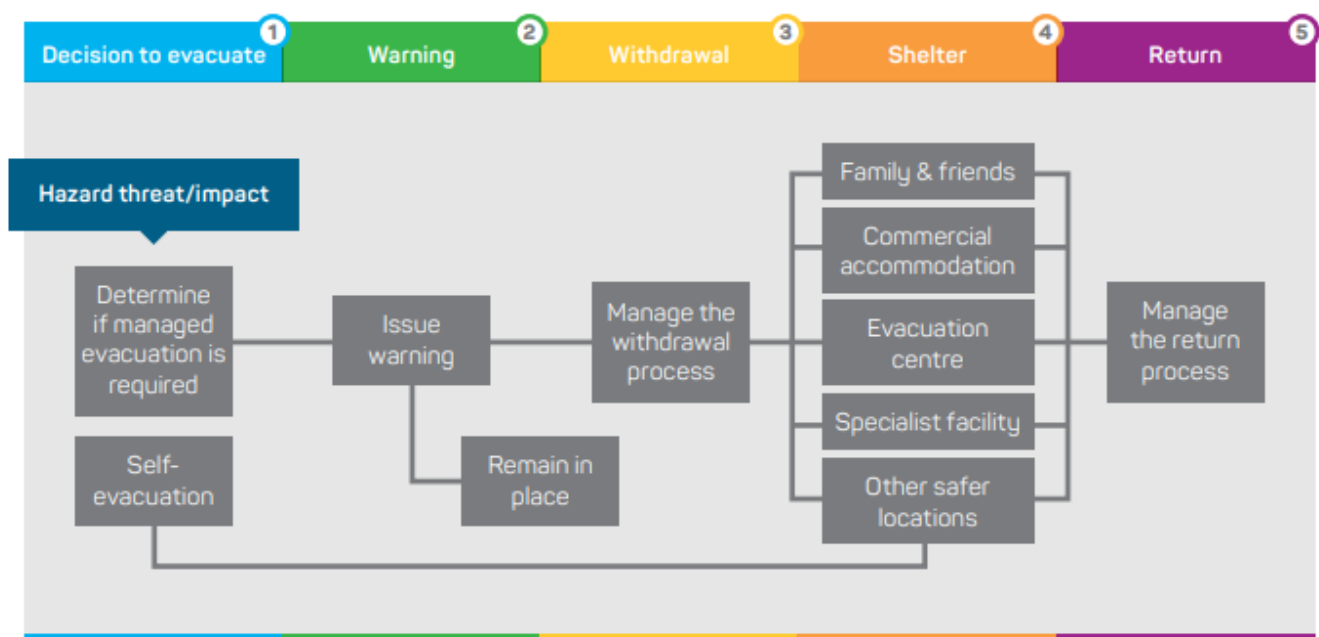 1
2
3
4
5
Decision to evacuate
Warning
Withdrawal
Shelter
Return
Hazard threat/impact
Determine
if managed
evacuation is
required
Self-
evacuation
Issue
warning
Remain in
place
Manage the
withdrawal
process
Family & friends
Commercial
accommodation
Evacuation
centre
Specialist facility
Other safer
locations
Manage
the return
process